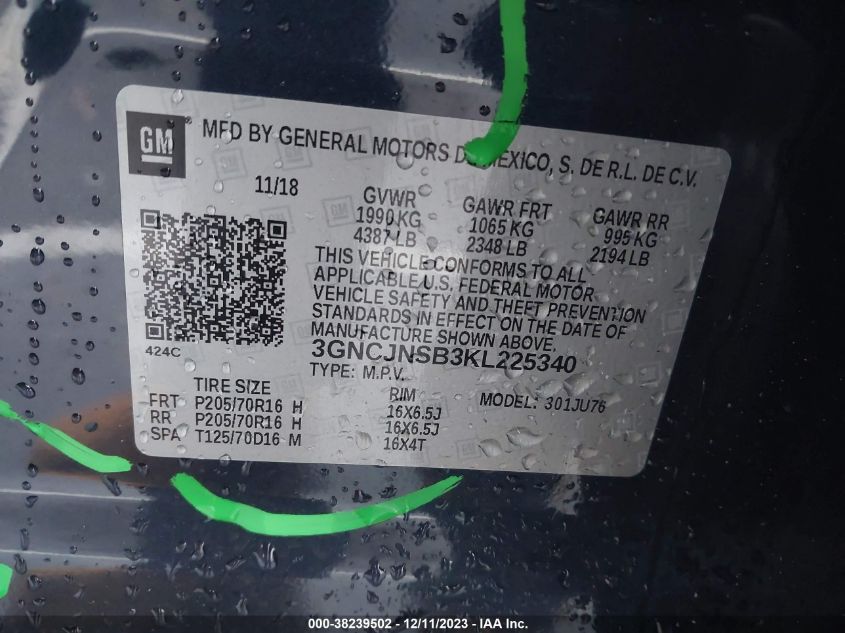 GM
MFD BY GENERAL MOTORS DE MEXICO, S. DE R.L. DE C.V.
11/18
GVWR
1990 KG
4387 LB
GAWR FRT
1065 KG
2348 LB
GAWR RR
995 KG
2194 LB
THIS VEHICLE CONFORMS TO ALL
APPLICABLE U.S. FEDERAL MOTOR
VEHICLE SAFETY AND THEFT PREVENTION
STANDARDS IN EFFECT ON THE DATE OF
MANUFACTURE SHOWN ABOVE.
424C
3GNCJNSB3KL225340
TYPE: M.P.V.
MODEL: 301JU76
TIRE SIZE RIM
FRT P205/70R16 H 16X6.5J
RR P205/70R16 H 16X6.5J
SPA T125/70D16 M 16X4T
000-38239502 - 12/11/2023 - IAA Inc.